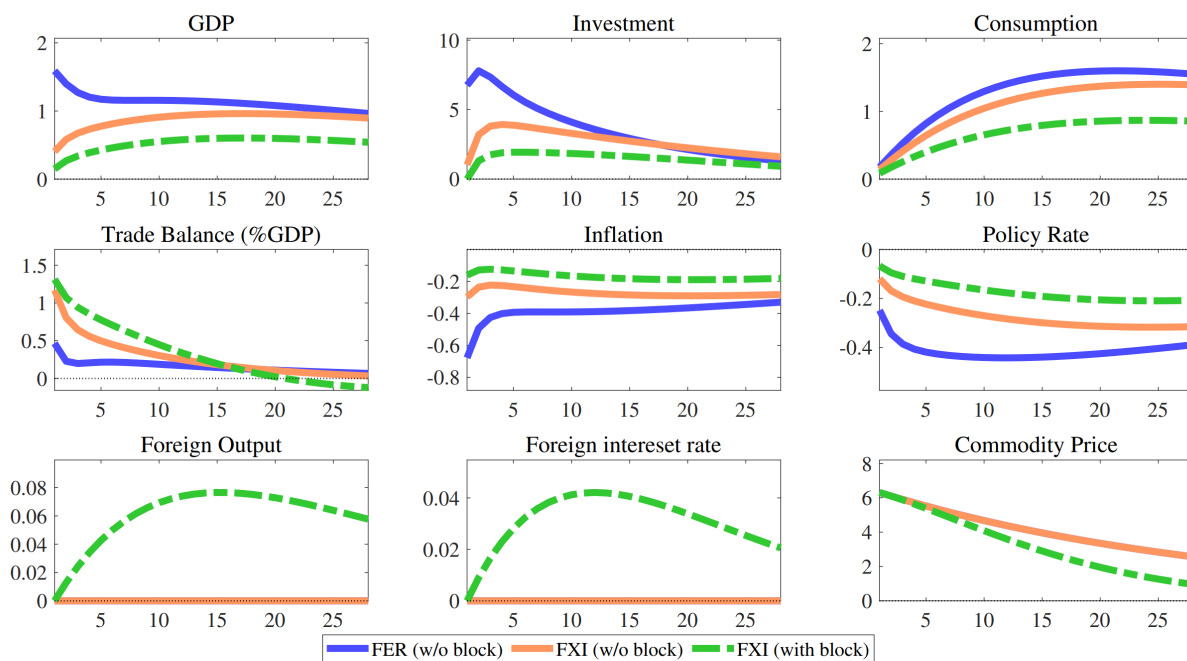 GDP
Investment
Consumption
2
1
0
5 10 15 20 25
10
5
0
5 10 15 20 25
2
1
0
5 10 15 20 25
Trade Balance (%GDP)
Inflation
Policy Rate
1.5
1
0.5
0
5 10 15 20 25
-0.2
-0.4
-0.6
-0.8
5 10 15 20 25
0
-0.2
-0.4
5 10 15 20 25
Foreign Output
Foreign intereset rate
Commodity Price
0.08
0.06
0.04
0.02
0
5 10 15 20 25
0.04
0.02
0
5 10 15 20 25
8
6
4
2
0
5 10 15 20 25
FER (w/o block) FXI (w/o block) FXI (with block)